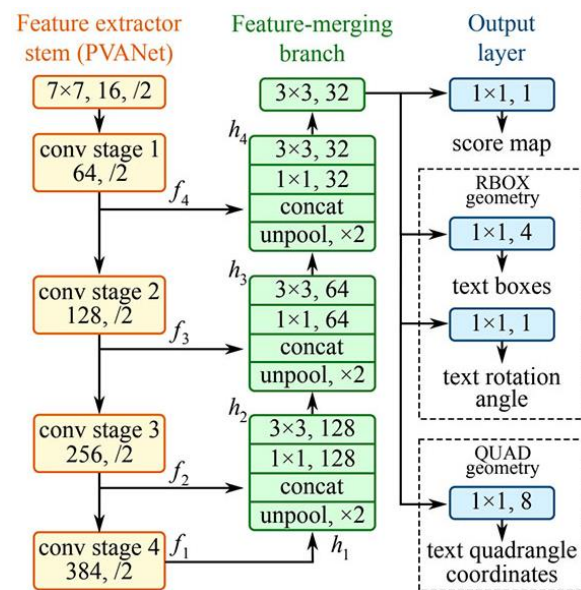 Feature extractor
stem (PVANet)
7×7, 16, /2
conv stage 1
64, /2
f4
conv stage 2
128, /2
f3
conv stage 3
256, /2
f2
conv stage 4
384, /2
f1
Feature-merging
branch
3×3, 32
h4
3×3, 32
1×1, 32
concat
unpool, ×2
h3
3×3, 64
1×1, 64
concat
unpool, ×2
h2
3×3, 128
1×1, 128
concat
unpool, ×2
h1
Output
layer
1×1, 1
score map
RBOX
geometry
1×1, 4
text boxes
1×1, 1
text rotation
angle
QUAD
geometry
1×1, 8
text quadrangle
coordinates